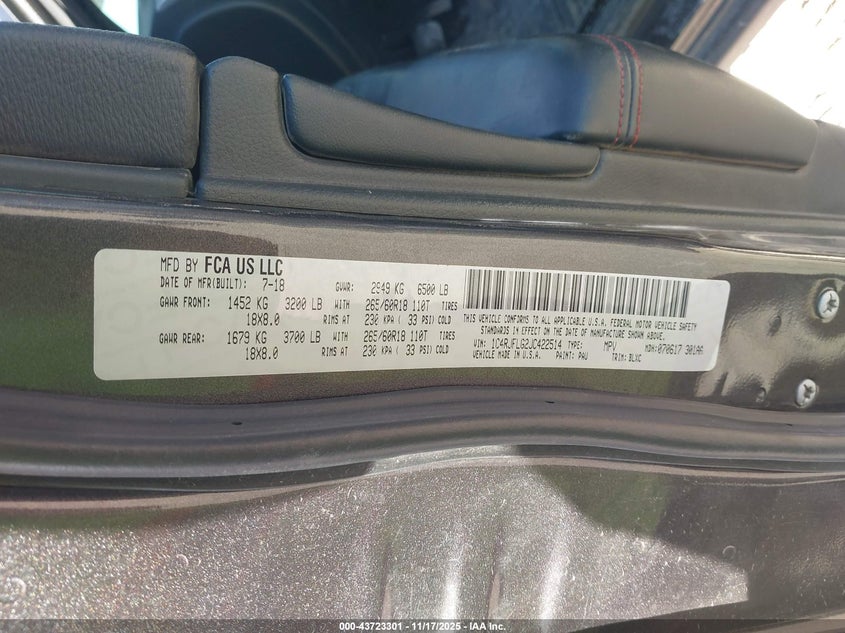 MFD BY FCA US LLC
DATE OF MFR(BUILT): 7-18 GVWR: 2949 KG 6500 LB
GAWR FRONT: 1452 KG 3200 LB WITH 265/60R18 110T TIRES
18X8.0 RIMS AT 230 KPA ( 33 PSI) COLD
GAWR REAR: 1679 KG 3700 LB WITH 265/60R18 110T TIRES
18X8.0 RIMS AT 230 KPA ( 33 PSI) COLD
THIS VEHICLE CONFORMS TO ALL APPLICABLE U.S.A. FEDERAL MOTOR VEHICLE SAFETY
STANDARDS IN EFFECT ON THE DATE OF MANUFACTURE SHOWN ABOVE.
VIN: 1C4RJFLG2JC422514 TYPE: MPV MDH: 070617 301AA
VEHICLE MADE IN U.S.A. PAINT: PAU TRIM: BLXC
000-43723301 - 11/17/2025 - IAA Inc.